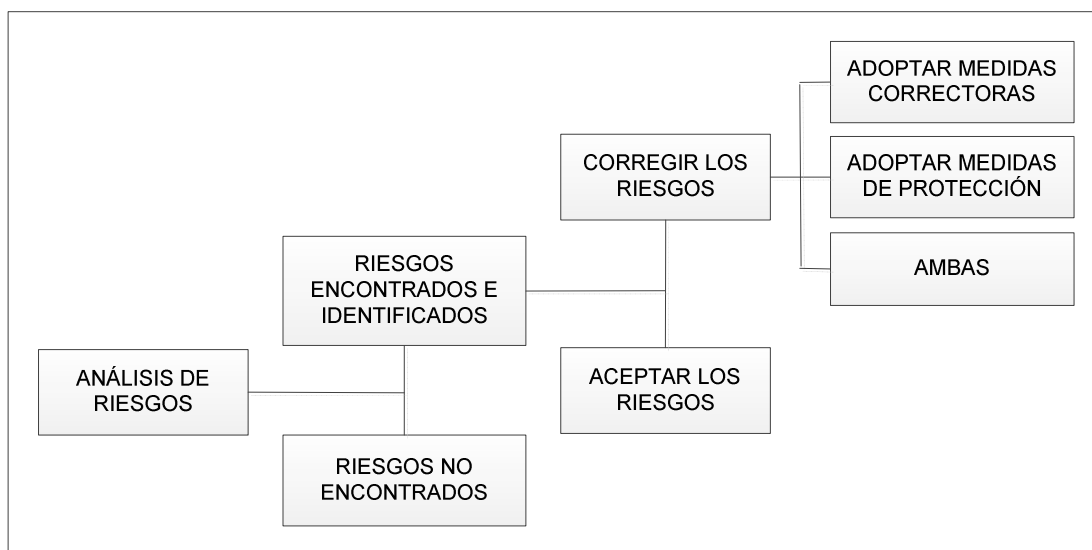 ADOPTAR MEDIDAS
CORRECTORAS
CORREGIR LOS
RIESGOS
ADOPTAR MEDIDAS
DE PROTECCIÓN
AMBAS
RIESGOS
ENCONTRADOS E
IDENTIFICADOS
ANÁLISIS DE
RIESGOS
ACEPTAR LOS
RIESGOS
RIESGOS NO
ENCONTRADOS